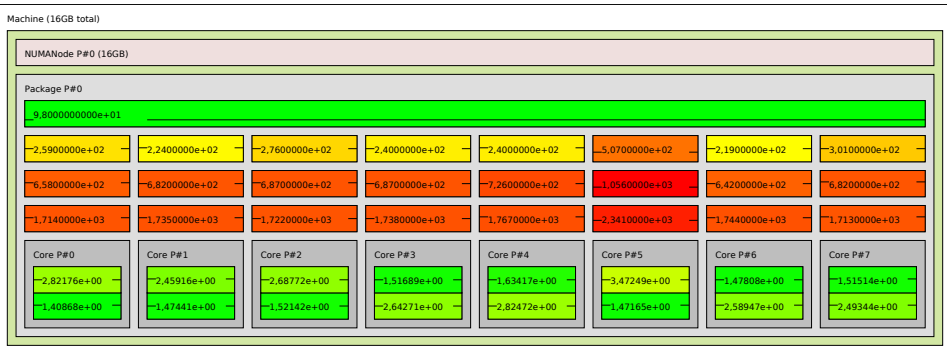 Machine (16GB total)
NUMANode P#0 (16GB)
Package P#0
9,8000000000e+01
2,5900000e+02 2,2400000e+02 2,7600000e+02 2,4000000e+02 2,4000000e+02 5,0700000e+02 2,1900000e+02 3,0100000e+02
6,5800000e+02 6,8200000e+02 6,8700000e+02 6,8700000e+02 7,2600000e+02 1,0560000e+03 6,4200000e+02 6,8200000e+02
1,7140000e+03 1,7350000e+03 1,7220000e+03 1,7380000e+03 1,7670000e+03 2,3410000e+03 1,7440000e+03 1,7130000e+03
Core P#0 Core P#1 Core P#2 Core P#3 Core P#4 Core P#5 Core P#6 Core P#7
2,82176e+00 2,45916e+00 2,68772e+00 1,51689e+00 1,63417e+00 3,47249e+00 1,47808e+00 1,51514e+00
1,40868e+00 1,47441e+00 1,52142e+00 2,64271e+00 2,82472e+00 1,47165e+00 2,58947e+00 2,49344e+00